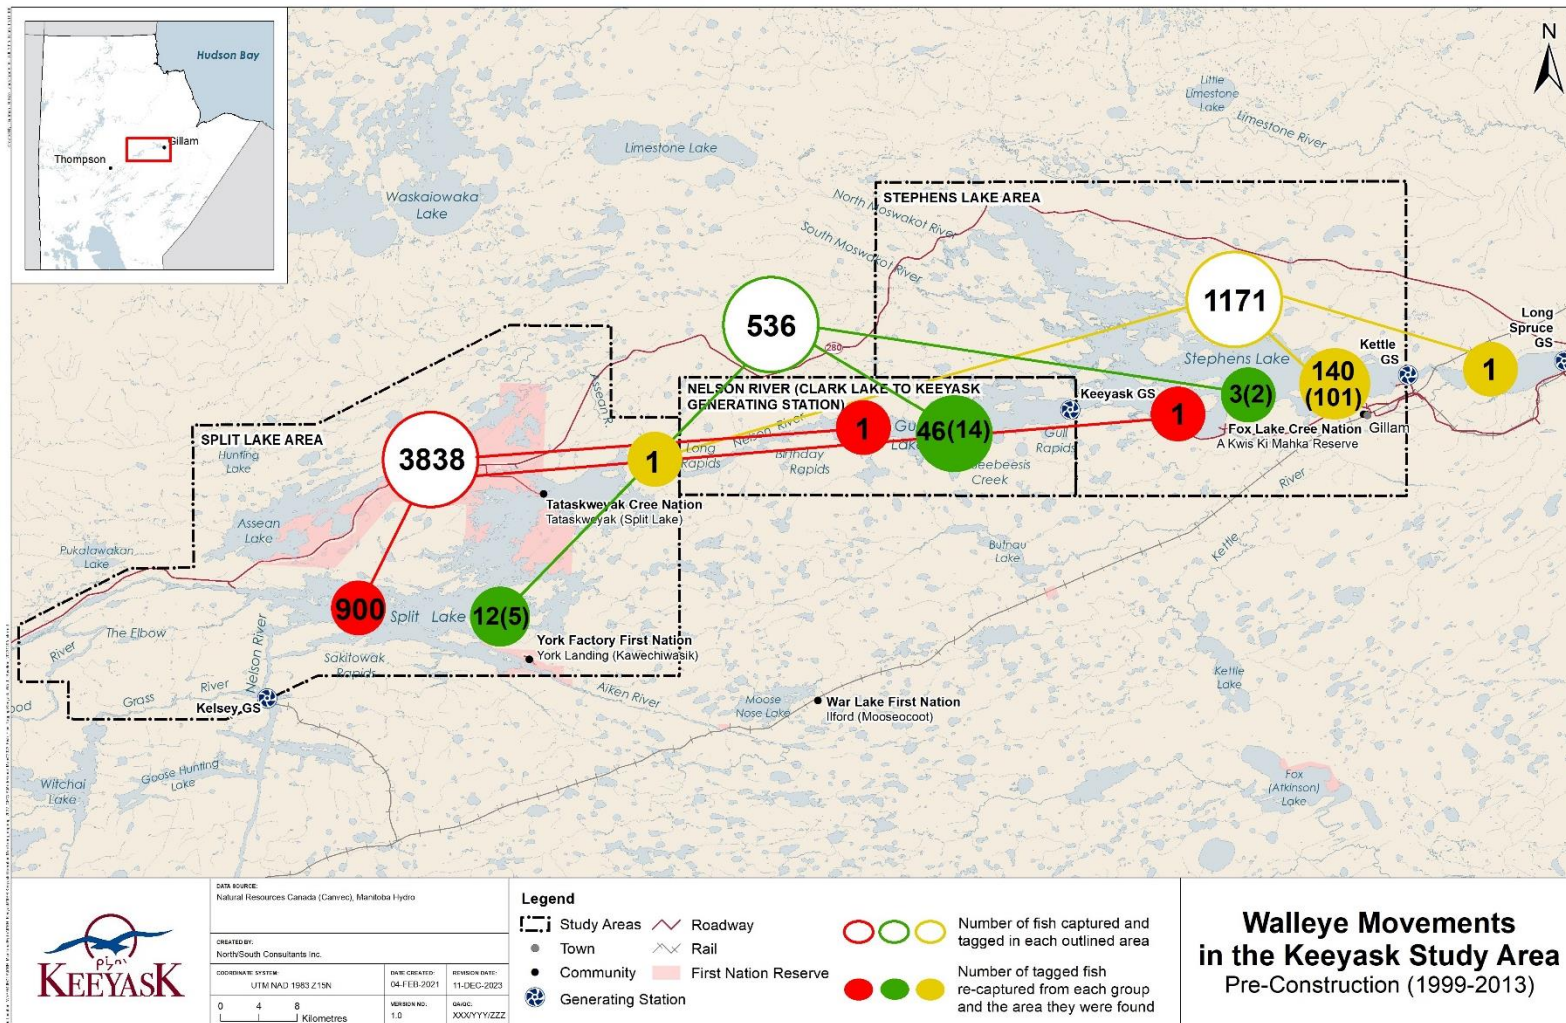 Hudson Bay
Gillam
Thompson
N
Little
Limestone
Lake
Limestone River
Limestone Lake
Waskaiowaka
Lake
STEPHENS LAKE AREA
North Moswakot River
South Moswakot River
1171
536
280
Long
Spruce
GS
Kettle
GS
Stephens Lake
1
140
(101)
3(2)
Keeyask GS
1
Fox Lake Cree Nation
A Kwis Ki Mahka Reserve
Gillam
NELSON RIVER (CLARK LAKE TO KEEYASK
GENERATING STATION)
Nelson River
1
46(14)
Gull
Rapids
Birthday
Rapids
Creek
Long
Rapids
Assean R
SPLIT LAKE AREA
Hunting
Lake
3838
1
Tataskweyak Cree Nation
Tataskweyak (Split Lake)
Assean
Lake
Pukatawakan
Lake
Butnau
Lake
Kettle
River
900
Split Lake
12(5)
The Elbow
River
York Factory First Nation
York Landing (Kawechiwasik)
Sakitowak
Rapids
Nelson River
Grass River
Kelsey GS
Aiken River
Moose
Nose Lake
War Lake First Nation
Ilford (Mooseocoot)
Kettle
Lake
Witchai
Lake
Goose Hunting
Lake
Fox
(Atkinson)
Lake
KEEYASK
DATA SOURCE:
Natural Resources Canada (Canvec), Manitoba Hydro
CREATED BY:
North/South Consultants Inc.
COORDINATE SYSTEM:
UTM NAD 1983 Z15N
DATE CREATED:
04-FEB-2021
REVISION DATE:
11-DEC-2023
0 4 8
Kilometres
VERSION NO.
1.0
QA/QC:
XXX/YYY/ZZZ
Legend
Study Areas
Roadway
Town
Rail
Community
First Nation Reserve
Generating Station
Number of fish captured and
tagged in each outlined area
Number of tagged fish
re-captured from each group
and the area they were found
Walleye Movements
in the Keeyask Study Area
Pre-Construction (1999-2013)